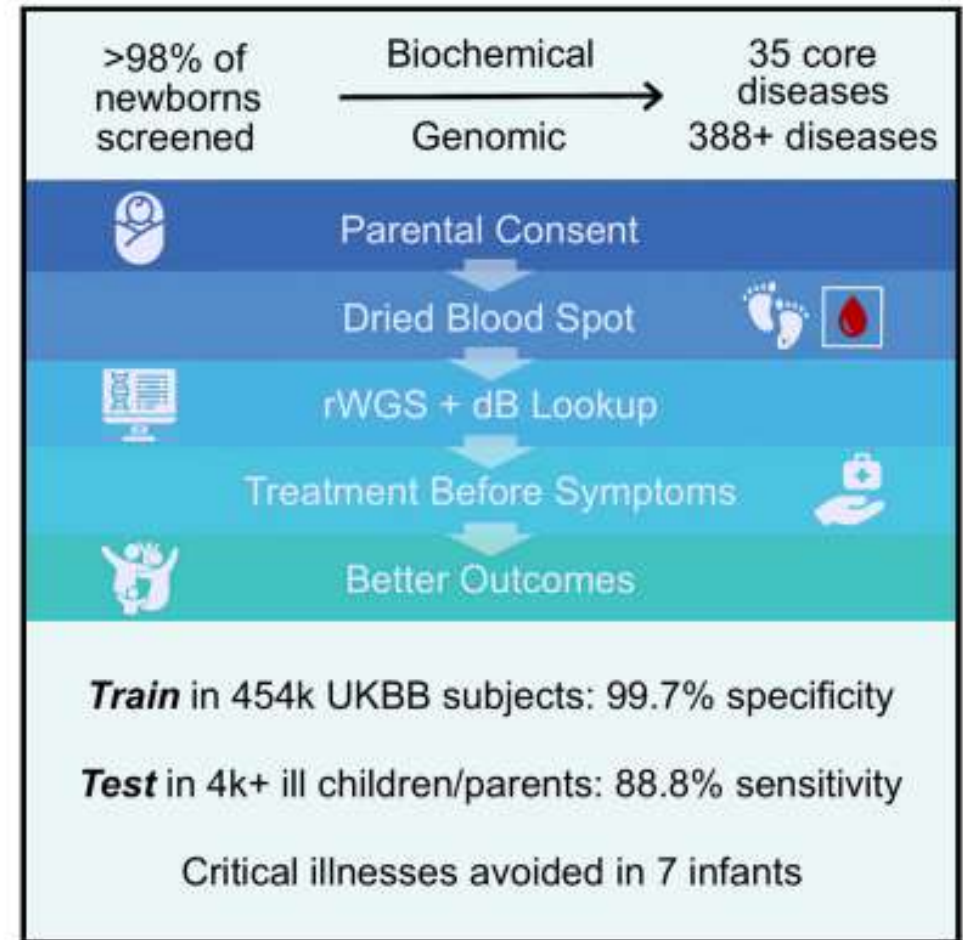 >98% of
newborns
screened
Biochemical
Genomic
35 core
diseases
388+ diseases
Parental Consent
Dried Blood Spot
rWGS + dB Lookup
Treatment Before Symptoms
Better Outcomes
Train in 454k UKBB subjects: 99.7% specificity
Test in 4k+ ill children/parents: 88.8% sensitivity
Critical illnesses avoided in 7 infants